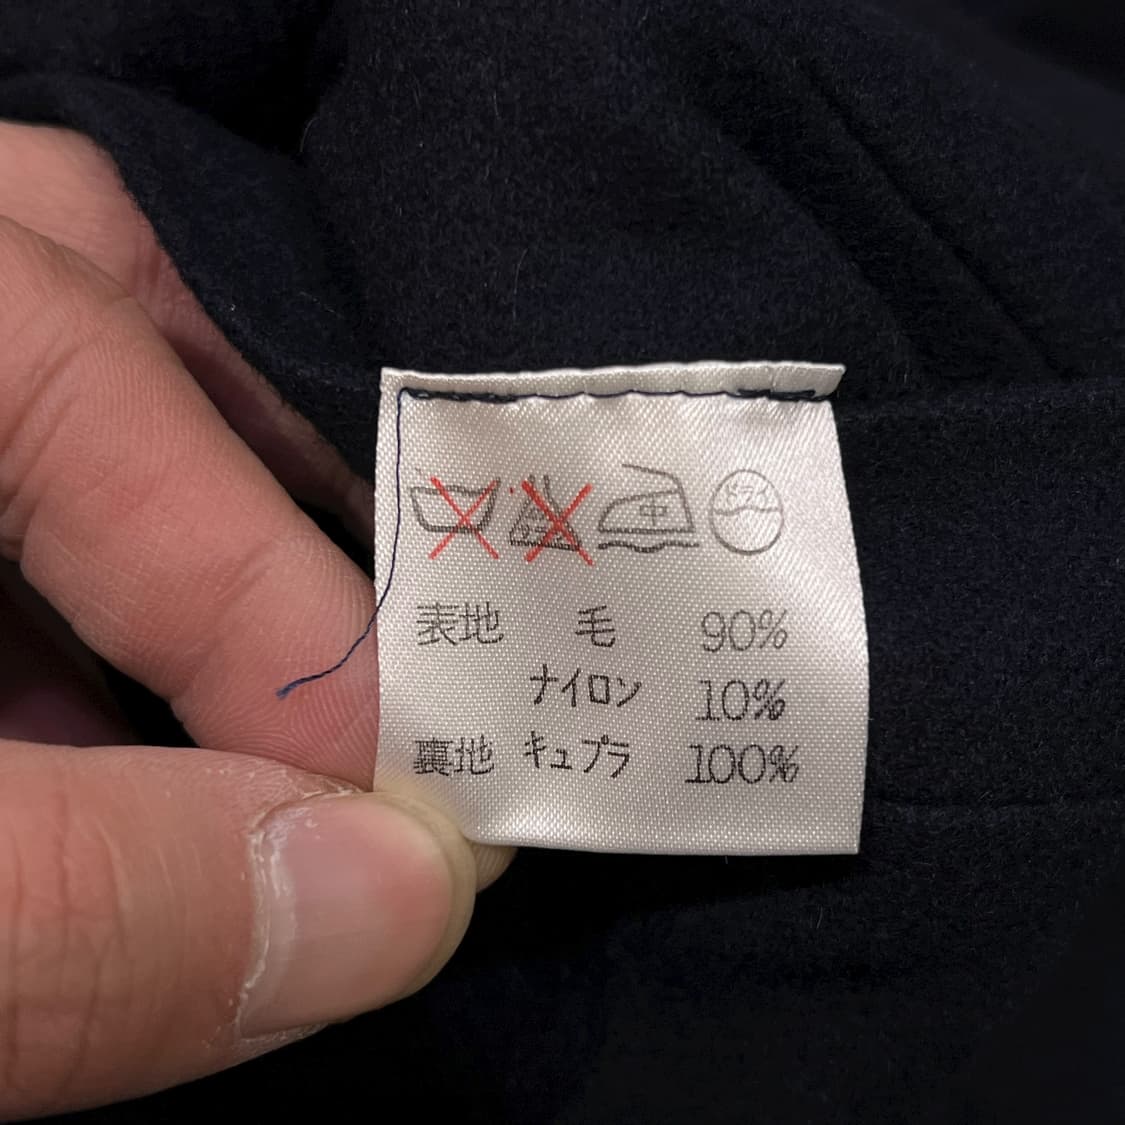 中 ドライ
表地 毛 90%
ナイロン 10%
裏地 キュプラ 100%